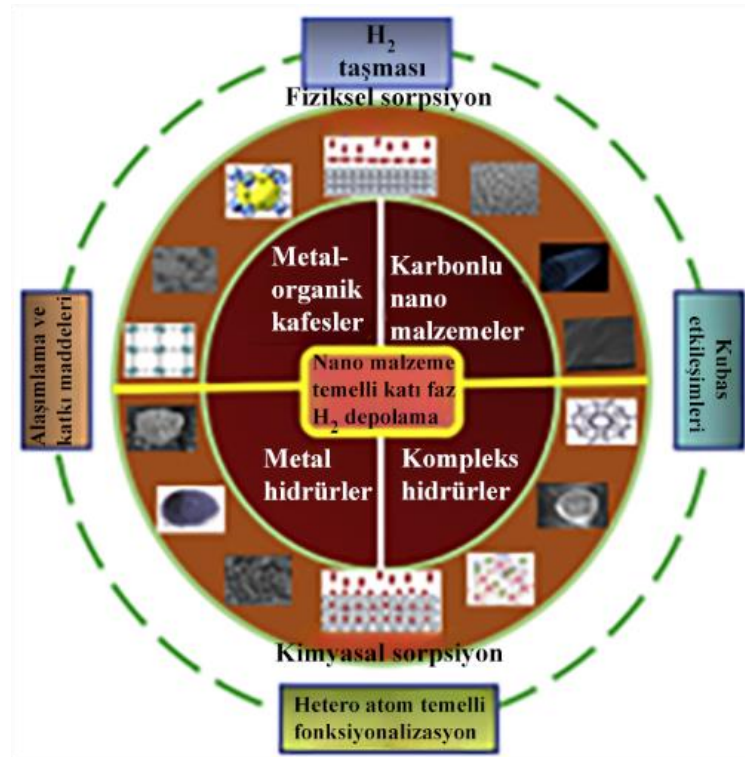 H₂
taşması
Fiziksel sorpsiyon
Metal-
organik
kafesler
Karbonlu
nano
malzemeler
Alaşımlama ve
katkı maddeleri
Kubas
etkileşimleri
Nano malzeme
temelli katı faz
H₂ depolama
Metal
hidrürler
Kompleks
hidrürler
Kimyasal sorpsiyon
Hetero atom temelli
fonksiyonalizasyon